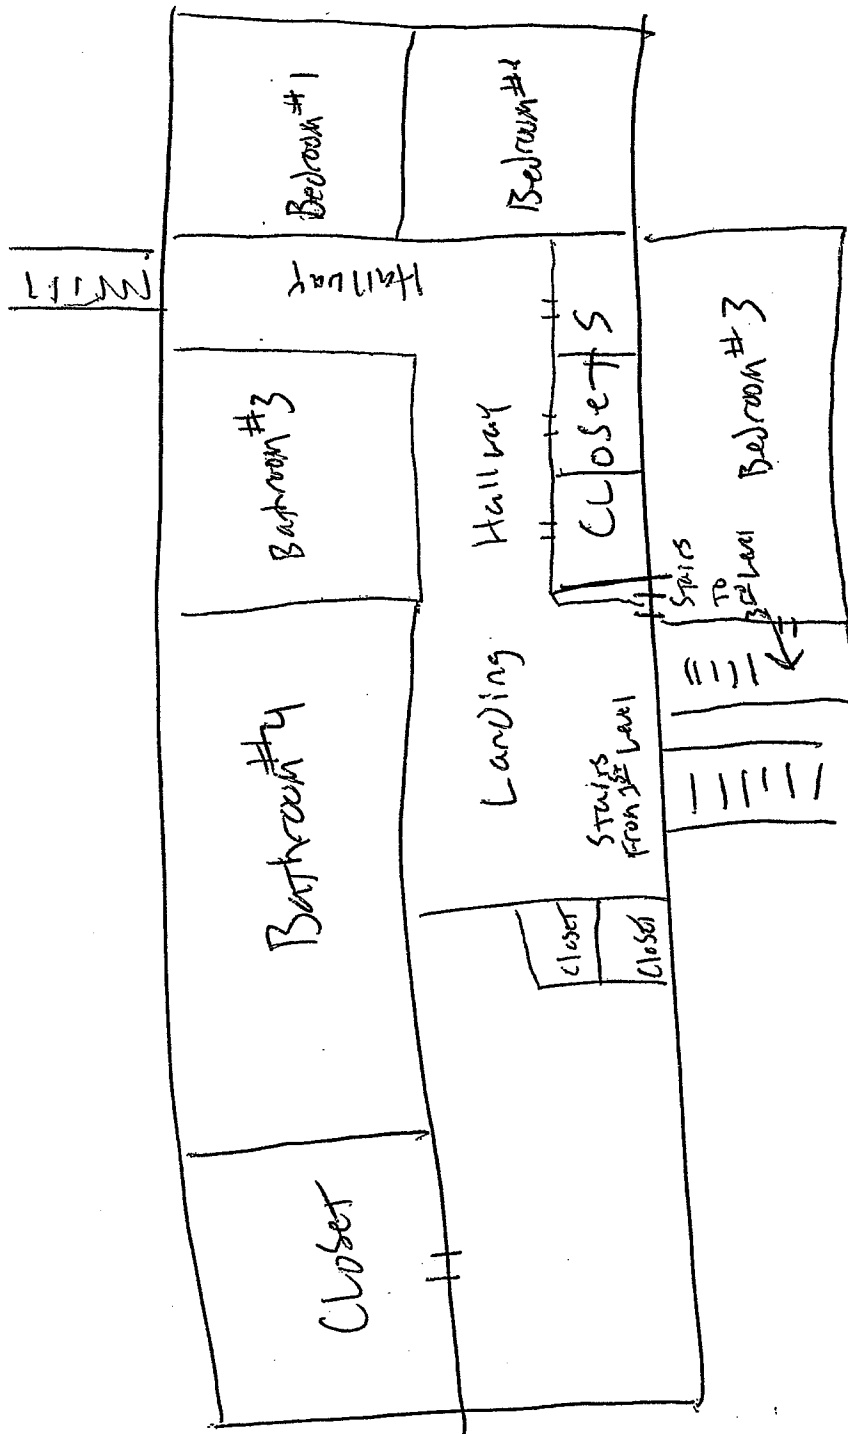 Bedroom #1
Bedroom #2
Hallway
Bathroom #3
Hallway
CLosets
Bedroom #3
Stairs
To
3rd Level
Bathroom #4
Landing
Stairs
From 1st Level
Closet
Closet
CLoset